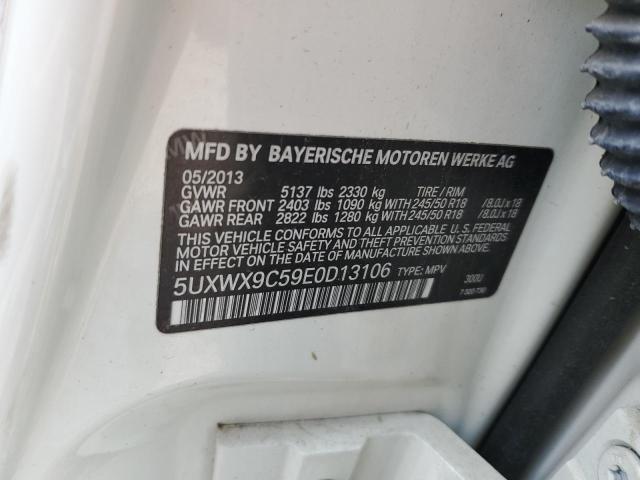 MFD BY BAYERISCHE MOTOREN WERKE AG
05/2013
GVWR 5137 lbs 2330 kg TIRE / RIM
GAWR FRONT 2403 lbs 1090 kg WITH 245/50 R18 /8.0J x 18
GAWR REAR 2822 lbs 1280 kg WITH 245/50 R18 /8.0J x 18
THIS VEHICLE CONFORMS TO ALL APPLICABLE U.S. FEDERAL
MOTOR VEHICLE SAFETY AND THEFT PREVENTION STANDARDS
IN EFFECT ON THE DATE OF MANUFACTURE SHOWN ABOVE.
5UXWX9C59E0D13106 TYPE: MPV 300U